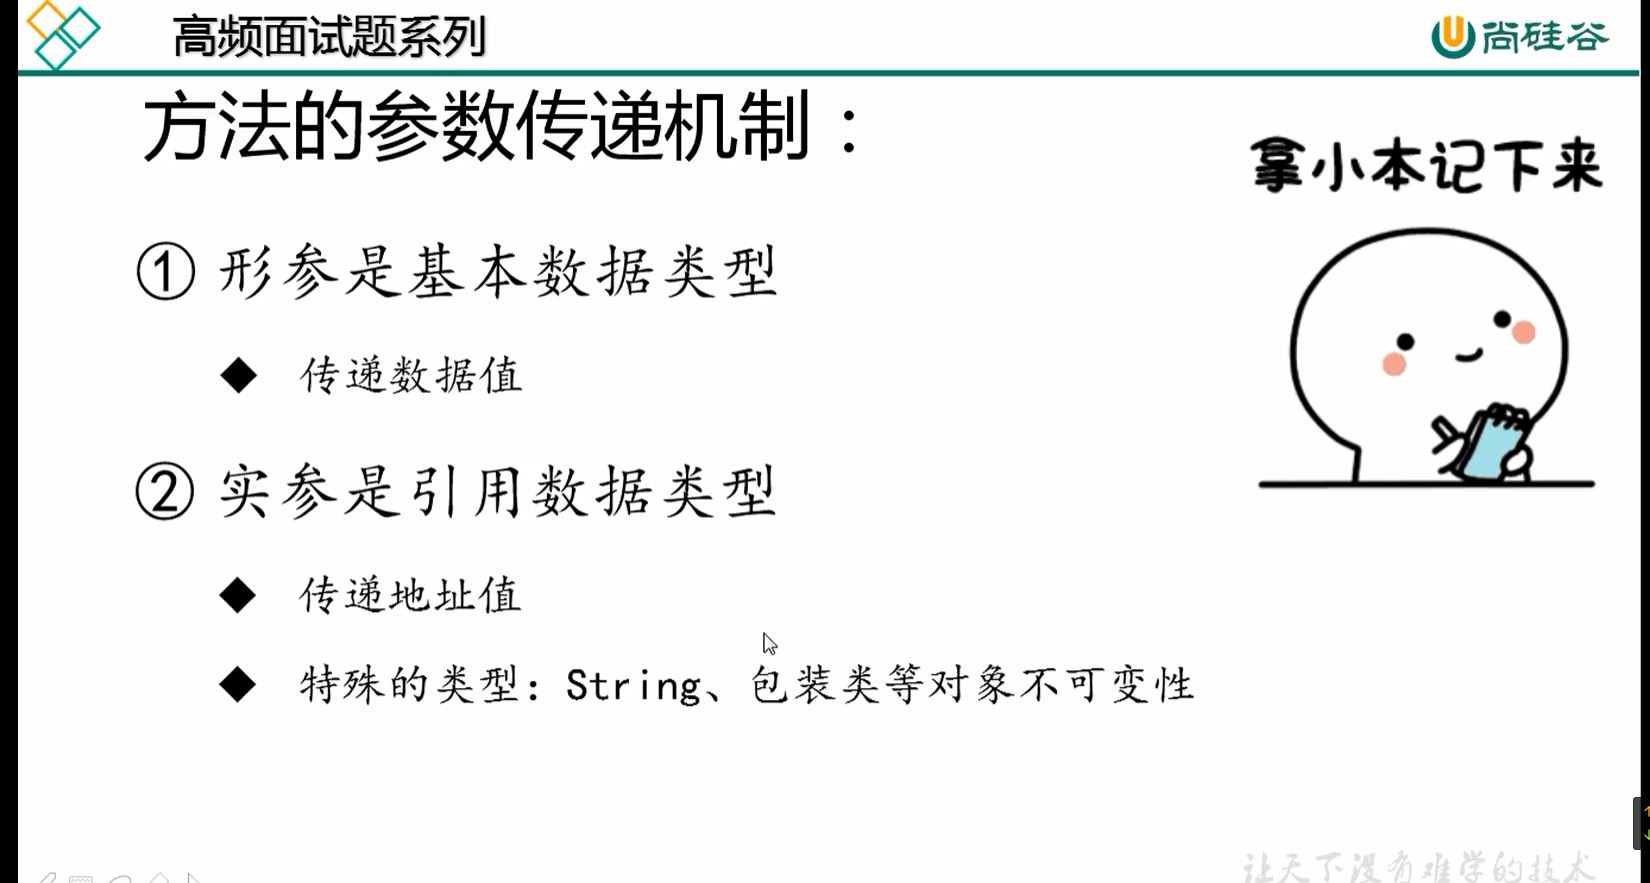 高频面试题系列
尚硅谷
方法的参数传递机制：
拿小本记下来
① 形参是基本数据类型
◆ 传递数据值
② 实参是引用数据类型
◆ 传递地址值
◆ 特殊的类型：String、包装类等对象不可变性
让天下没有难学的技术